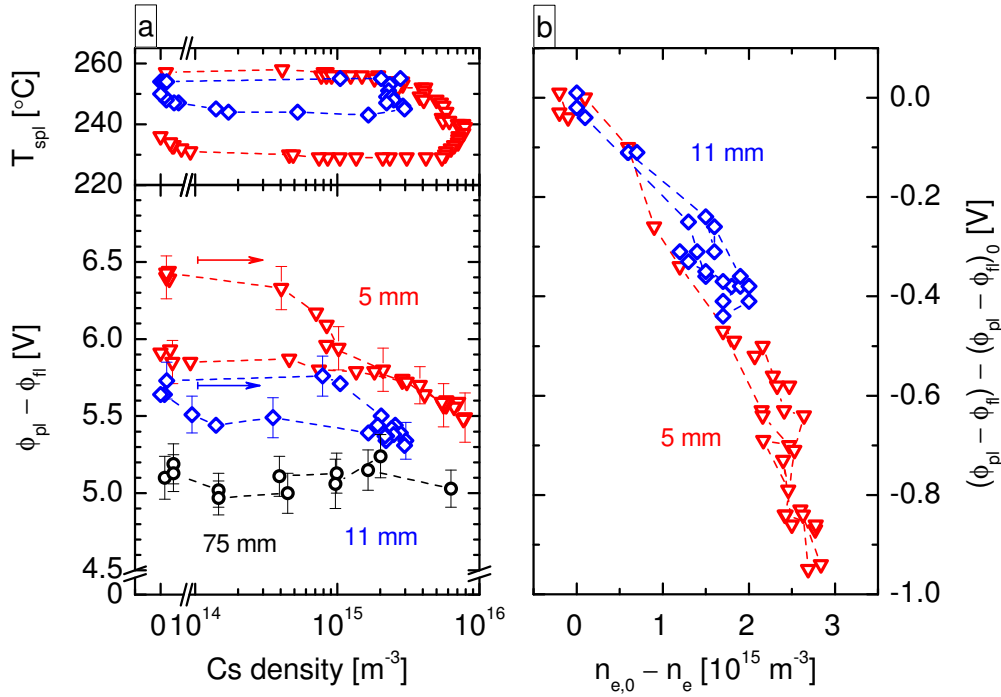 a
b
260
240
220
T_spl [°C]
6.5
6.0
5.5
5.0
4.5
0
ϕ_pl – ϕ_fl [V]
5 mm
11 mm
75 mm
0
10^14
10^15
10^16
Cs density [m^-3]
11 mm
5 mm
0.0
-0.2
-0.4
-0.6
-0.8
-1.0
(ϕ_pl – ϕ_fl) – (ϕ_pl – ϕ_fl)_0 [V]
0
1
2
3
n_e,0 – n_e [10^15 m^-3]